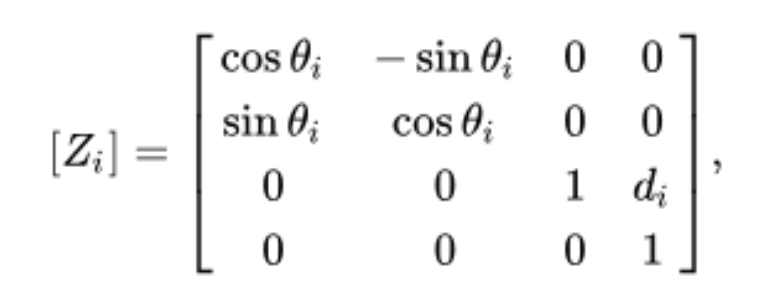 [Z_i] = \begin{bmatrix} \cos\theta_i & -\sin\theta_i & 0 & 0 \\ \sin\theta_i & \cos\theta_i & 0 & 0 \\ 0 & 0 & 1 & d_i \\ 0 & 0 & 0 & 1 \end{bmatrix},